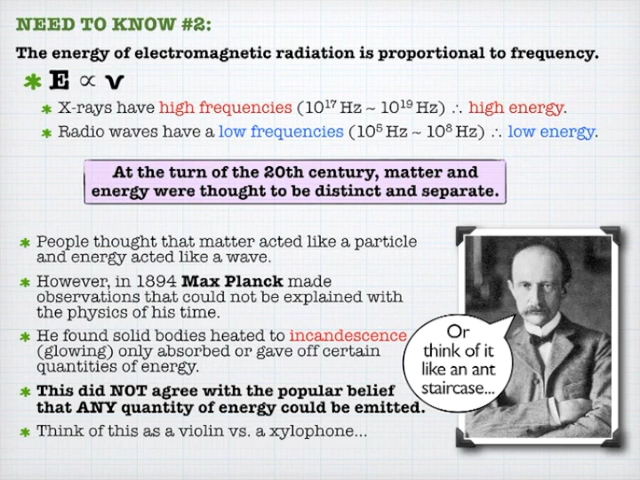 NEED TO KNOW #2:
The energy of electromagnetic radiation is proportional to frequency.
* E ∝ ν
* X-rays have high frequencies (10¹⁷ Hz ~ 10¹⁹ Hz) ∴ high energy.
* Radio waves have a low frequencies (10⁶ Hz ~ 10⁸ Hz) ∴ low energy.
At the turn of the 20th century, matter and
energy were thought to be distinct and separate.
* People thought that matter acted like a particle
and energy acted like a wave.
* However, in 1894 Max Planck made
observations that could not be explained with
the physics of his time.
* He found solid bodies heated to incandescence
(glowing) only absorbed or gave off certain
quantities of energy.
* This did NOT agree with the popular belief
that ANY quantity of energy could be emitted.
* Think of this as a violin vs. a xylophone...
Or
think of it
like an ant
staircase...